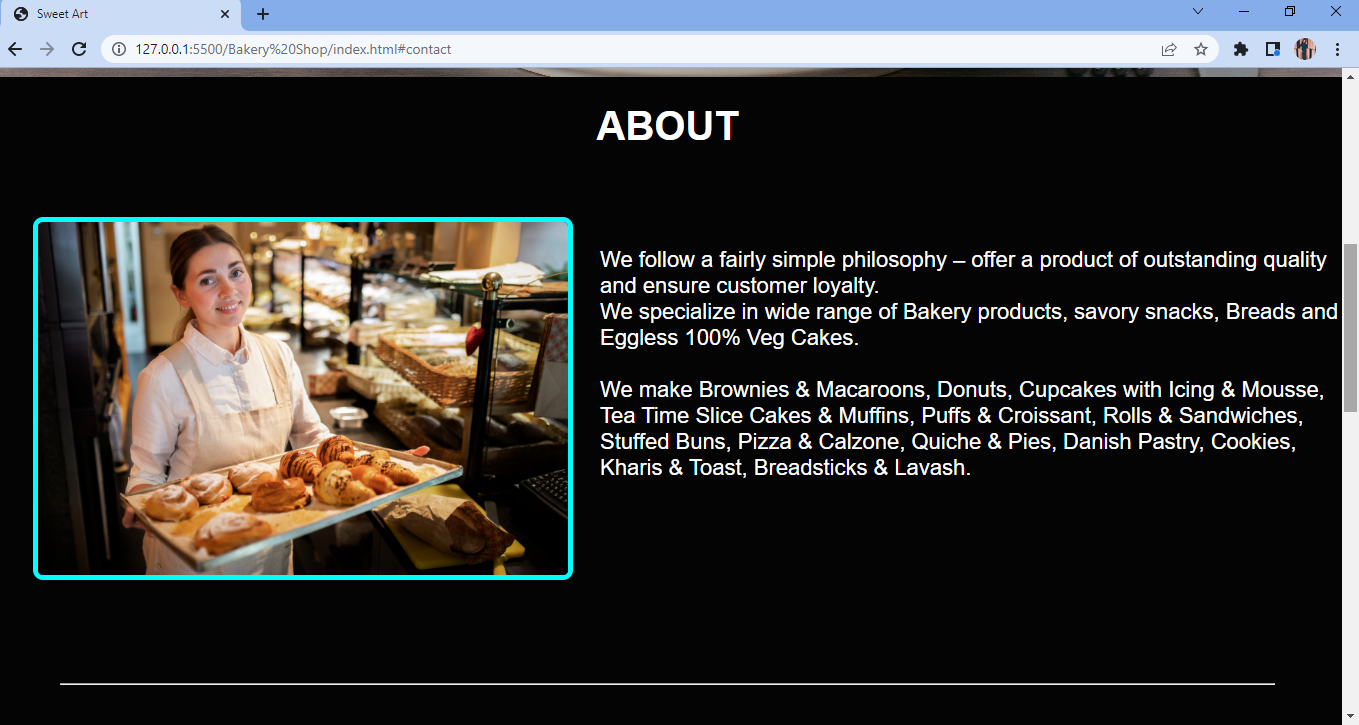 Sweet Art
127.0.0.1:5500/Bakery%20Shop/index.html#contact
ABOUT
We follow a fairly simple philosophy – offer a product of outstanding quality
and ensure customer loyalty.
We specialize in wide range of Bakery products, savory snacks, Breads and
Eggless 100% Veg Cakes.
We make Brownies & Macaroons, Donuts, Cupcakes with Icing & Mousse,
Tea Time Slice Cakes & Muffins, Puffs & Croissant, Rolls & Sandwiches,
Stuffed Buns, Pizza & Calzone, Quiche & Pies, Danish Pastry, Cookies,
Kharis & Toast, Breadsticks & Lavash.